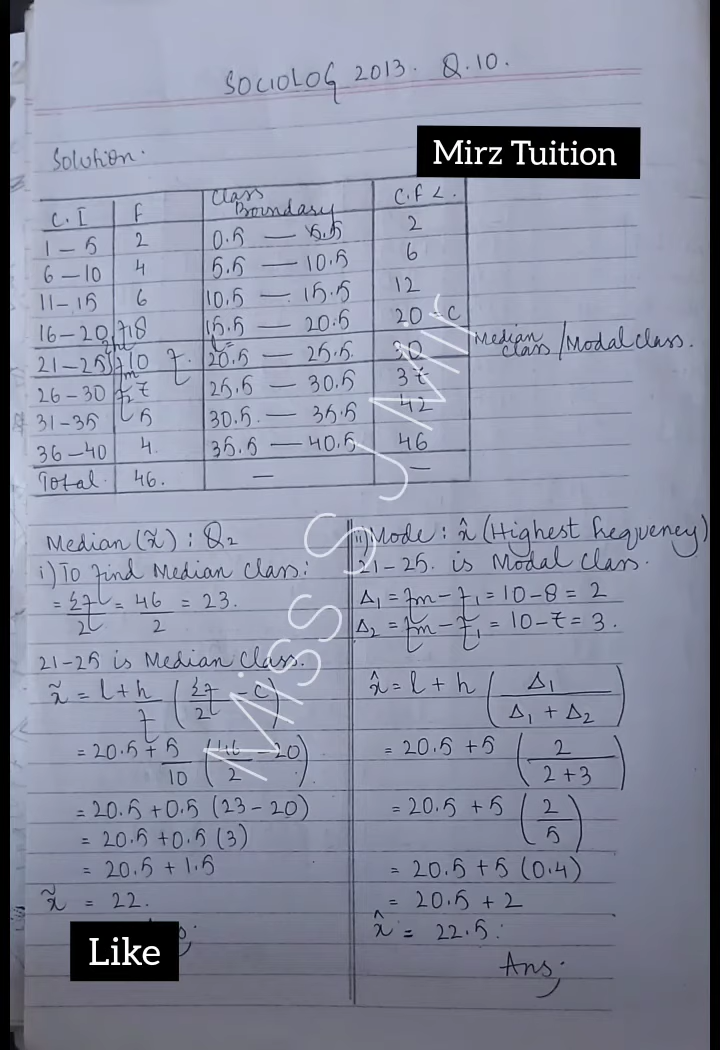 SOCIOLOG 2013. Q.10.
Mirz Tuition
Solution.
C.I F Class Boundary C.F <.
1 – 5 2 0.5 — 5.5 2
6 – 10 4 5.5 — 10.5 6
11 – 15 6 10.5 — 15.5 12
16 – 20 f1 8 15.5 — 20.5 20 = C
21 – 25 fm 10 f l= 20.5 — 25.5. 30 Median class / Modal class.
26 – 30 f2 7 25.5 — 30.5 37
31 – 35 5 30.5. — 35.5 42
36 – 40 4. 35.5 — 40.5 46
Total. 46. — —
Median (x̃) : Q2
i) To find Median Class:
= Σf/2 = 46/2 = 23.
21-25 is Median Class.
x̃ = l + h/f (Σf/2 - C)
= 20.5 + 5/10 (46/2 - 20)
= 20.5 + 0.5 (23 - 20)
= 20.5 + 0.5 (3)
= 20.5 + 1.5
x̃ = 22.
ii) Mode : x̂ (Highest frequency)
21-25. is Modal Class.
Δ1 = fm - f1 = 10 - 8 = 2
Δ2 = fm - f1 = 10 - 7 = 3.
x̂ = l + h (Δ1 / Δ1 + Δ2)
= 20.5 + 5 (2 / 2+3)
= 20.5 + 5 (2/5)
= 20.5 + 5 (0.4)
= 20.5 + 2
x̂ = 22.5.
Ans;
Like
Miss S J Mir